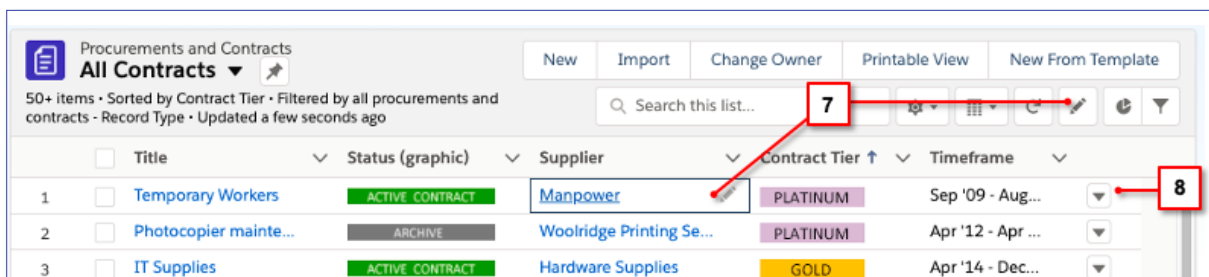 Procurements and Contracts
All Contracts
New Import Change Owner Printable View New From Template
50+ items • Sorted by Contract Tier • Filtered by all procurements and
contracts - Record Type • Updated a few seconds ago
Search this list...
7
Title Status (graphic) Supplier Contract Tier ↑ Timeframe
1 Temporary Workers ACTIVE CONTRACT Manpower PLATINUM Sep '09 - Aug...
8
2 Photocopier mainte... ARCHIVE Woolridge Printing Se... PLATINUM Apr '12 - Apr ...
3 IT Supplies ACTIVE CONTRACT Hardware Supplies GOLD Apr '14 - Dec...